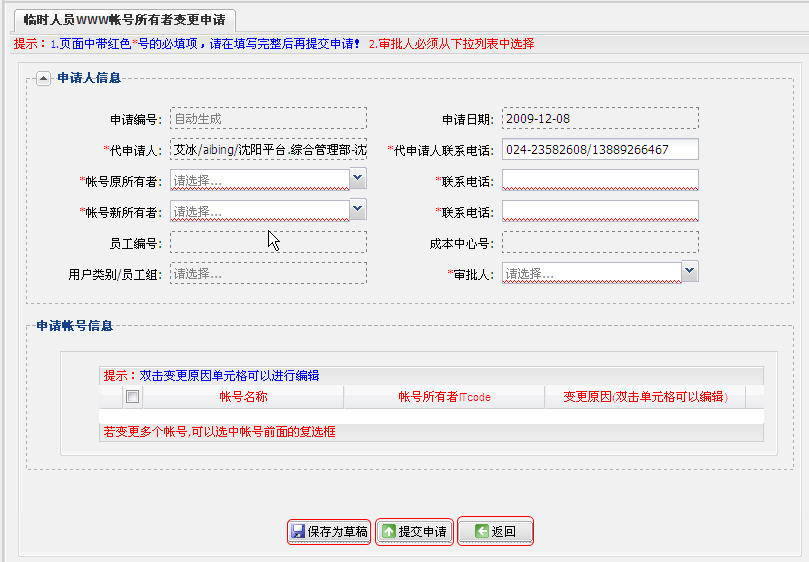 临时人员WWW帐号所有者变更申请
提示：1.页面中带红色*号的必填项，请在填写完整后再提交申请！ 2.审批人必须从下拉列表中选择
申请人信息
申请编号: 自动生成 申请日期: 2009-12-08
*代申请人: 艾冰/aibing/沈阳平台.综合管理部-沈 *代申请人联系电话: 024-23582608/13889266467
*帐号原所有者: 请选择... *联系电话:
*帐号新所有者: 请选择... *联系电话:
员工编号: 成本中心号:
用户类别/员工组: 请选择... *审批人: 请选择...
申请帐号信息
提示：双击变更原因单元格可以进行编辑
帐号名称 帐号所有者ITcode 变更原因(双击单元格可以编辑)
若变更多个帐号,可以选中帐号前面的复选框
保存为草稿 提交申请 返回